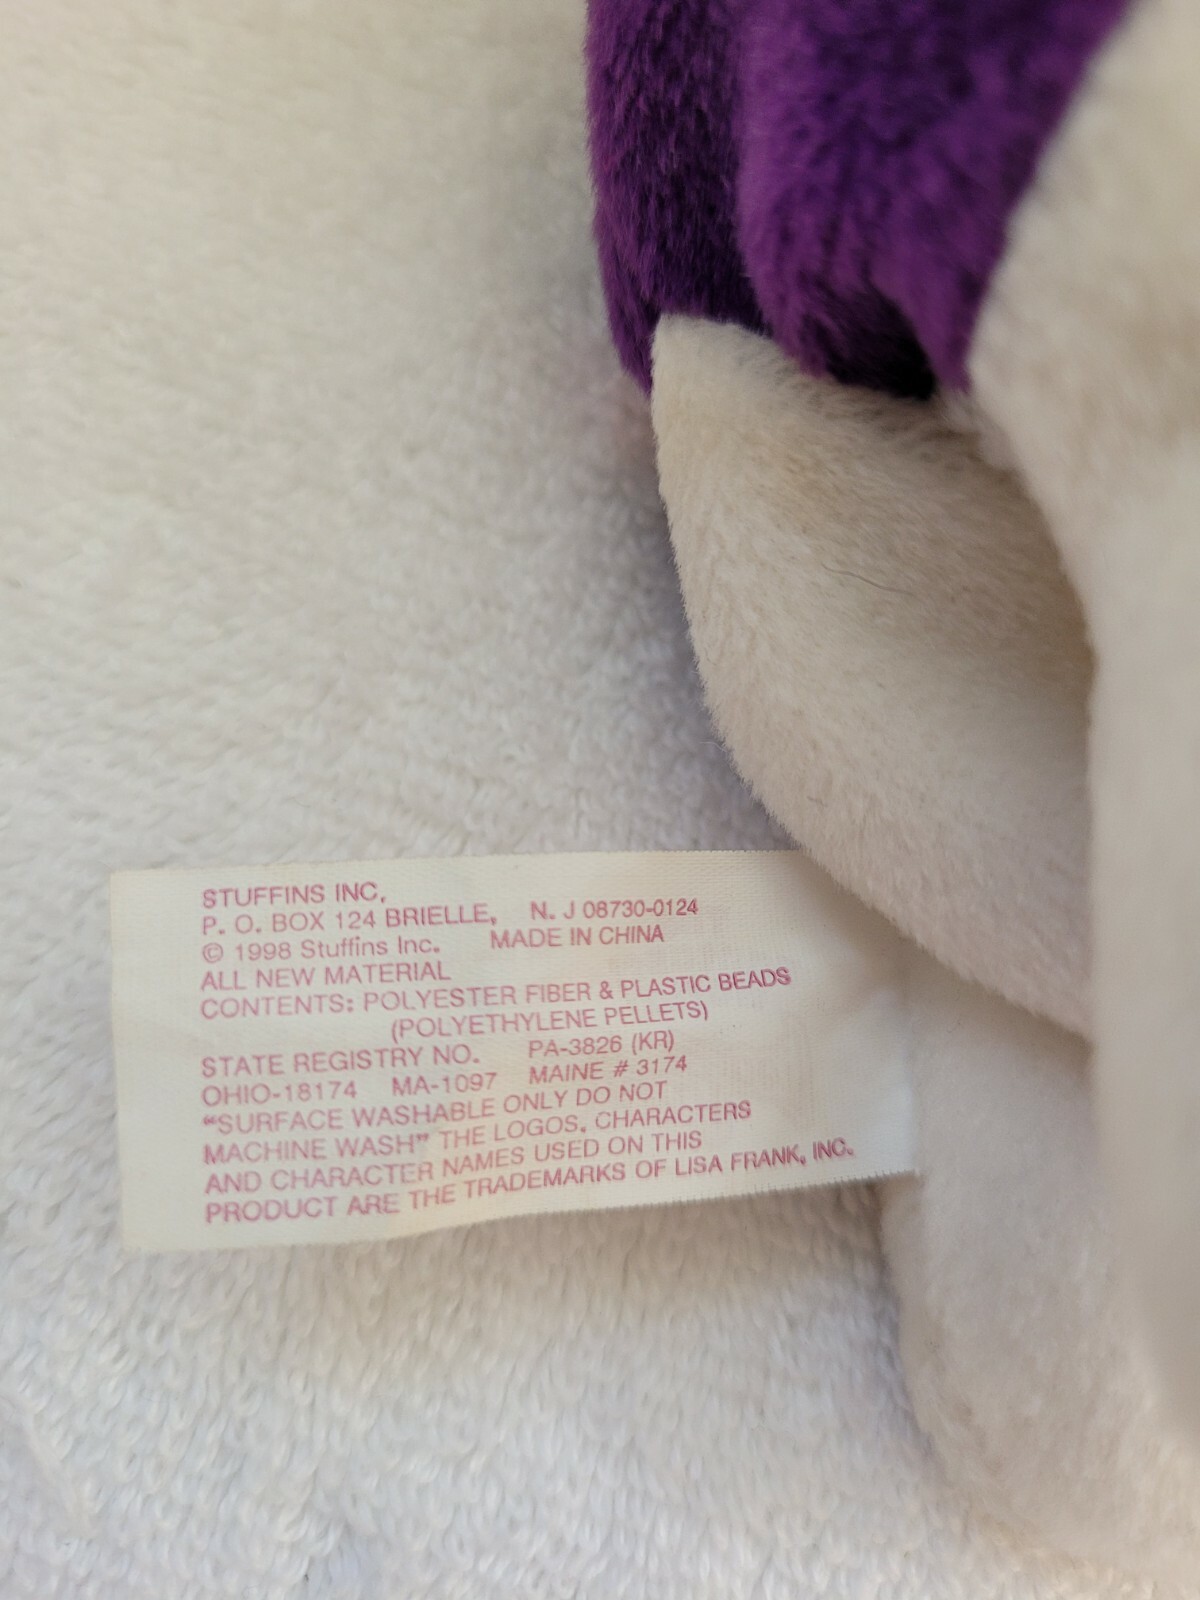 STUFFINS INC,
P. O. BOX 124 BRIELLE, N. J 08730-0124
© 1998 Stuffins Inc. MADE IN CHINA
ALL NEW MATERIAL
CONTENTS: POLYESTER FIBER & PLASTIC BEADS
(POLYETHYLENE PELLETS)
STATE REGISTRY NO. PA-3826 (KR)
OHIO-18174 MA-1097 MAINE # 3174
"SURFACE WASHABLE ONLY DO NOT
MACHINE WASH" THE LOGOS, CHARACTERS
AND CHARACTER NAMES USED ON THIS
PRODUCT ARE THE TRADEMARKS OF LISA FRANK, INC.